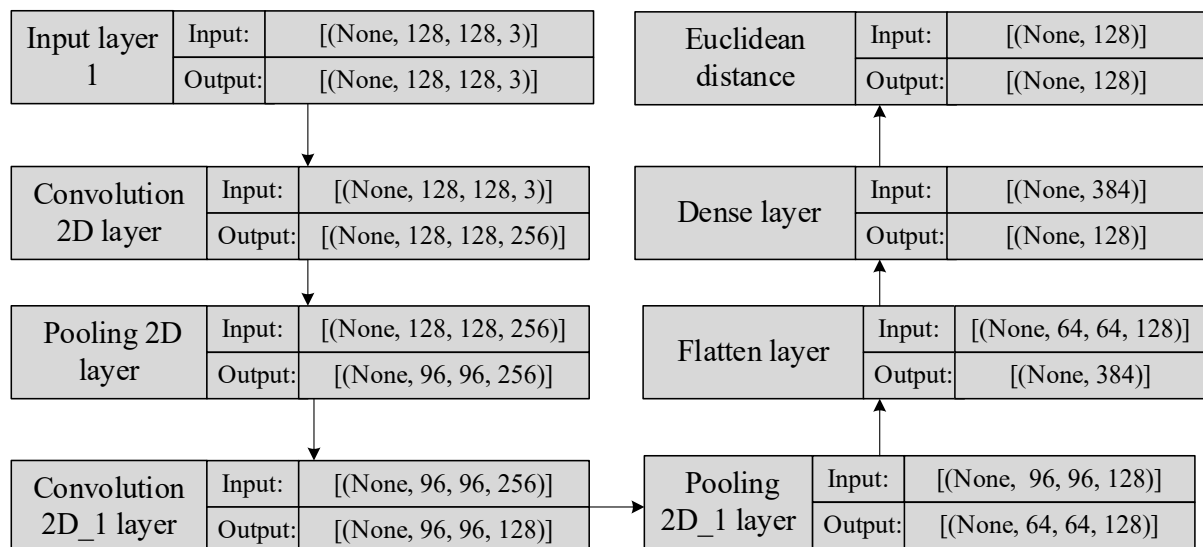 Input layer
1
Input:
[(None, 128, 128, 3)]
Output:
[(None, 128, 128, 3)]
Convolution
2D layer
Input:
[(None, 128, 128, 3)]
Output:
[(None, 128, 128, 256)]
Pooling 2D
layer
Input:
[(None, 128, 128, 256)]
Output:
[(None, 96, 96, 256)]
Convolution
2D_1 layer
Input:
[(None, 96, 96, 256)]
Output:
[(None, 96, 96, 128)]
Pooling
2D_1 layer
Input:
[(None, 96, 96, 128)]
Output:
[(None, 64, 64, 128)]
Flatten layer
Input:
[(None, 64, 64, 128)]
Output:
[(None, 384)]
Dense layer
Input:
[(None, 384)]
Output:
[(None, 128)]
Euclidean
distance
Input:
[(None, 128)]
Output:
[(None, 128)]